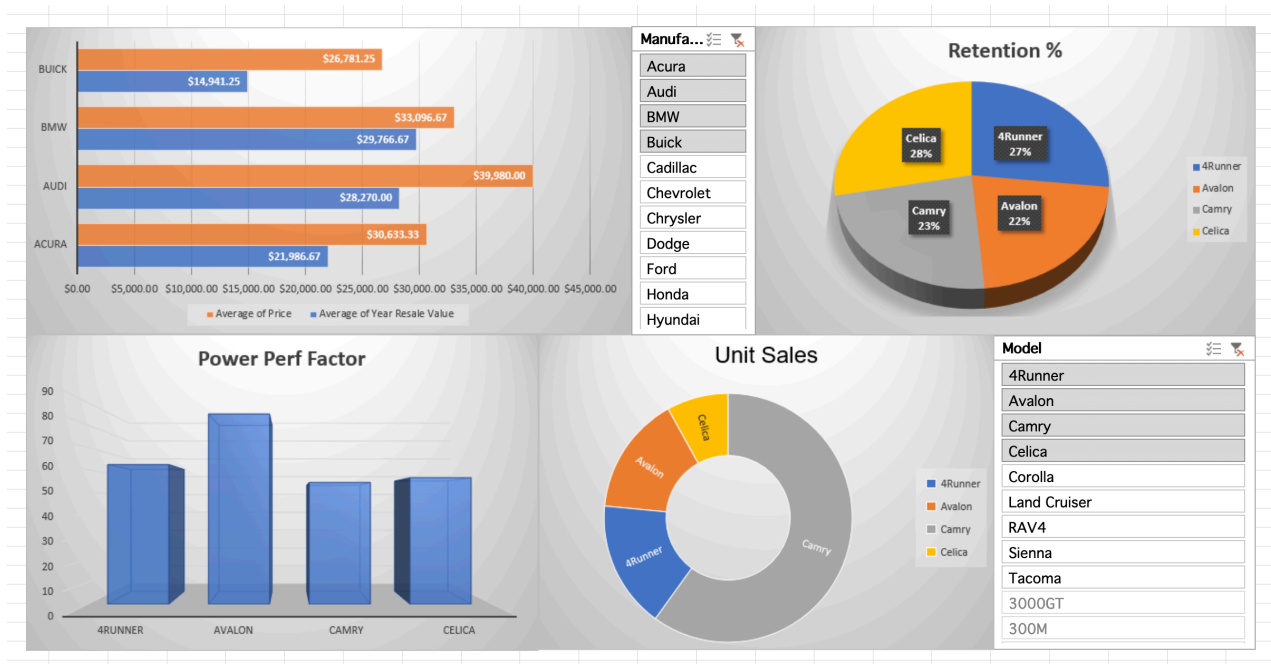 BUICK
$26,781.25
$14,941.25
BMW
$33,096.67
$29,766.67
AUDI
$39,980.00
$28,270.00
ACURA
$30,633.33
$21,986.67
$0.00 $5,000.00 $10,000.00 $15,000.00 $20,000.00 $25,000.00 $30,000.00 $35,000.00 $40,000.00 $45,000.00
Average of Price Average of Year Resale Value
Manufa...
Acura
Audi
BMW
Buick
Cadillac
Chevrolet
Chrysler
Dodge
Ford
Honda
Hyundai
Retention %
Celica
28%
4Runner
27%
Camry
23%
Avalon
22%
4Runner
Avalon
Camry
Celica
Power Perf Factor
90
80
70
60
50
40
30
20
10
0
4RUNNER AVALON CAMRY CELICA
Unit Sales
Celica
Avalon
4Runner
Camry
4Runner
Avalon
Camry
Celica
Model
4Runner
Avalon
Camry
Celica
Corolla
Land Cruiser
RAV4
Sienna
Tacoma
3000GT
300M